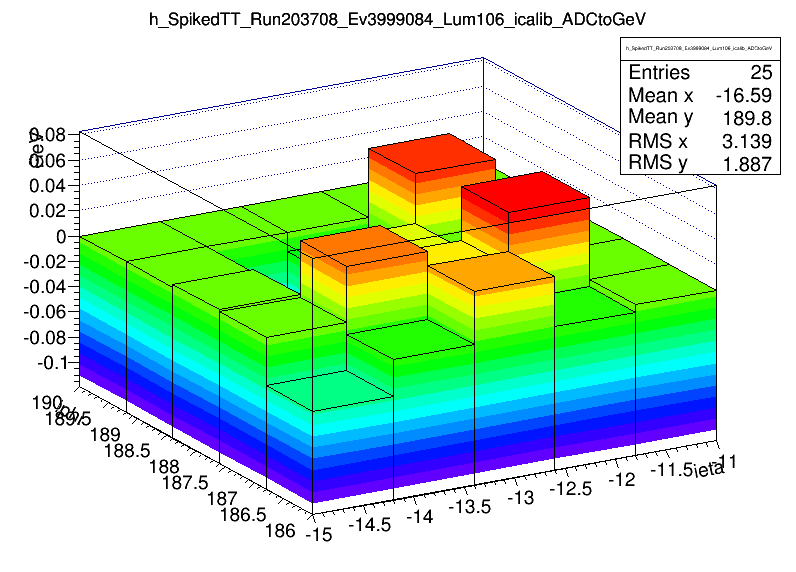 h_SpikedTT_Run203708_Ev3999084_Lum106_icalib_ADCtoGeV
h_SpikedTT_Run203708_Ev3999084_Lum106_icalib_ADCtoGeV
Entries 25
Mean x -16.59
Mean y 189.8
RMS x 3.139
RMS y 1.887
GeV
0.08
0.06
0.04
0.02
0
-0.02
-0.04
-0.06
-0.08
-0.1
190
189.5
189
188.5
188
187.5
187
186.5
186
iphi
-15
-14.5
-14
-13.5
-13
-12.5
-12
-11.5
-11
ieta